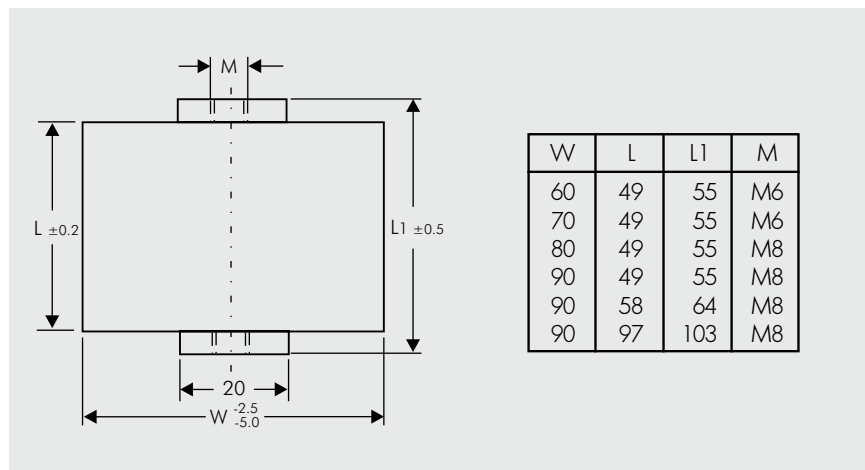 M
L ±0.2
L1 ±0.5
20
W -2.5 -5.0
W L L1 M
60 49 55 M6
70 49 55 M6
80 49 55 M8
90 49 55 M8
90 58 64 M8
90 97 103 M8